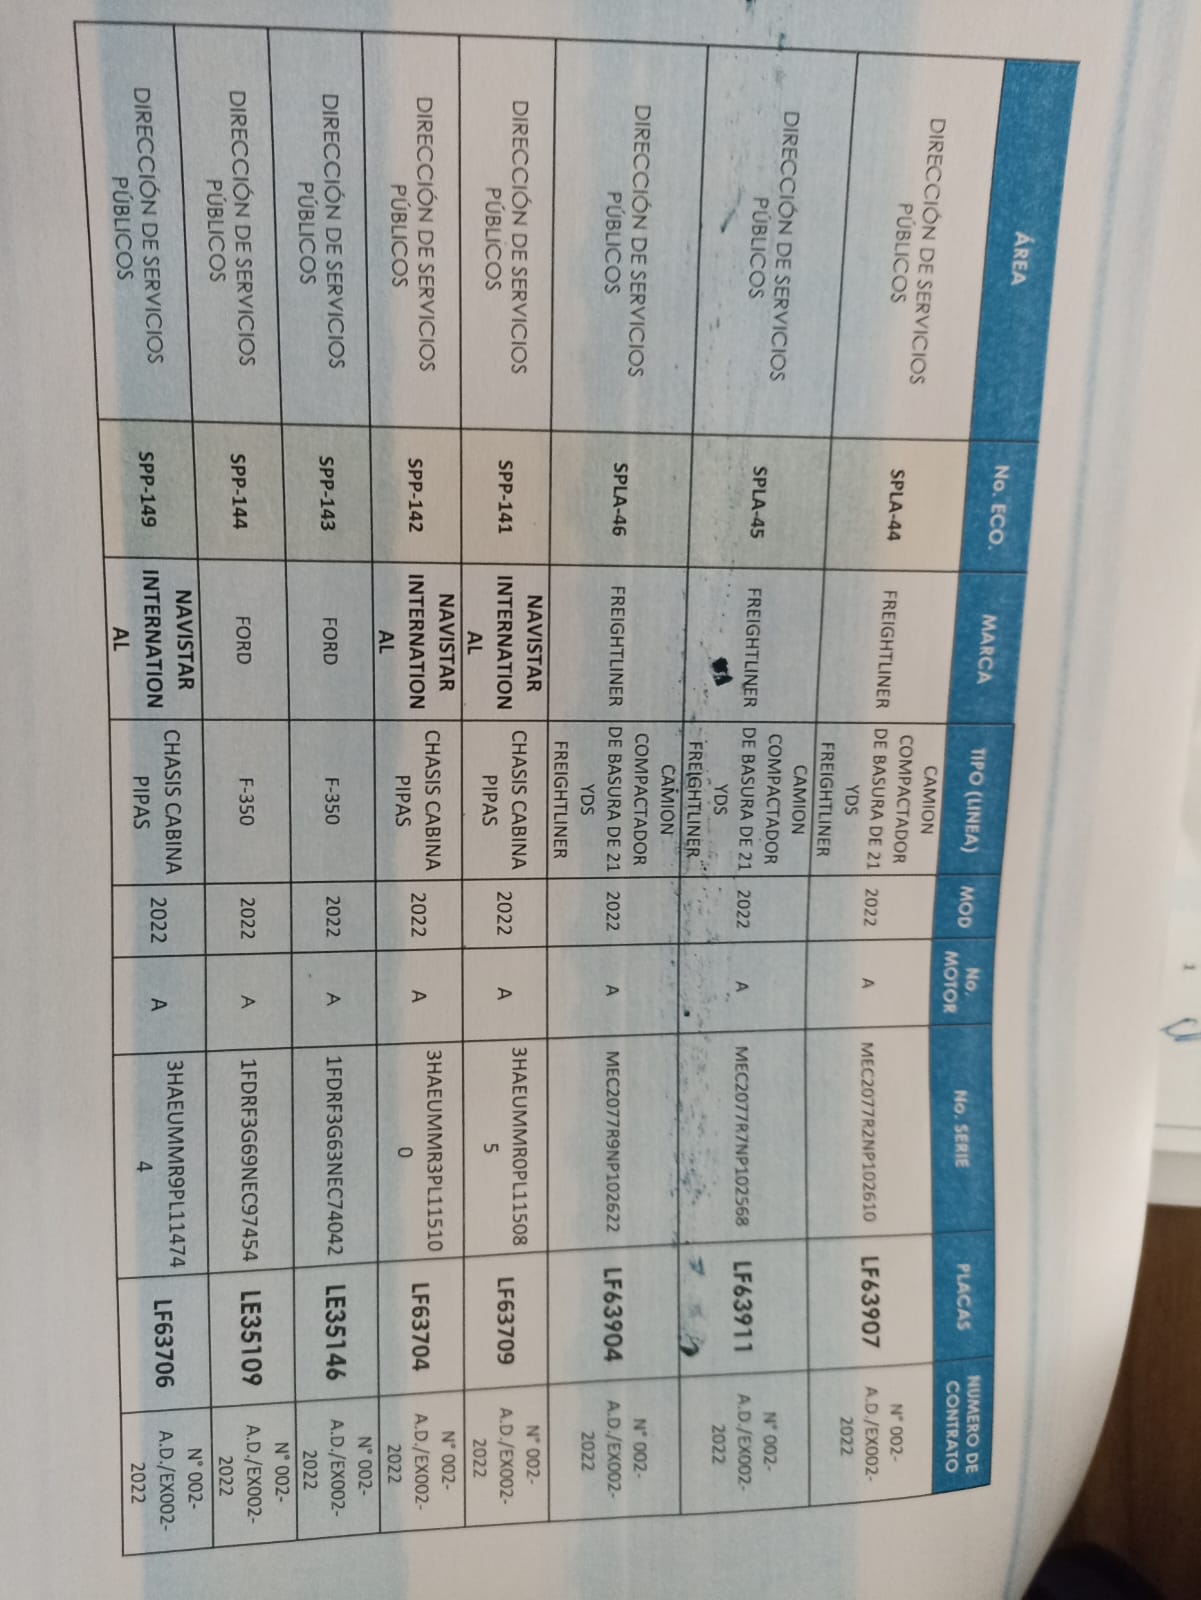 ÁREA
No. ECO.
MARCA
TIPO (LINEA)
MOD
No.
MOTOR
No. SERIE
PLACAS
NUMERO DE
CONTRATO
DIRECCIÓN DE SERVICIOS
PÚBLICOS
SPLA-44
FREIGHTLINER
CAMION
COMPACTADOR
DE BASURA DE 21
YDS
FREIGHTLINER
2022
A
MEC2077R2NP102610
LF63907
N° 002-
A.D./EX002-
2022
DIRECCIÓN DE SERVICIOS
PÚBLICOS
SPLA-45
FREIGHTLINER
CAMION
COMPACTADOR
DE BASURA DE 21
YDS
FREIGHTLINER
2022
A
MEC2077R7NP102568
LF63911
N° 002-
A.D./EX002-
2022
DIRECCIÓN DE SERVICIOS
PÚBLICOS
SPLA-46
FREIGHTLINER
CAMION
COMPACTADOR
DE BASURA DE 21
YDS
FREIGHTLINER
2022
A
MEC2077R9NP102622
LF63904
N° 002-
A.D./EX002-
2022
DIRECCIÓN DE SERVICIOS
PÚBLICOS
SPP-141
NAVISTAR
INTERNATION
AL
CHASIS CABINA
PIPAS
2022
A
3HAEUMMR0PL11508
5
LF63709
N° 002-
A.D./EX002-
2022
DIRECCIÓN DE SERVICIOS
PÚBLICOS
SPP-142
NAVISTAR
INTERNATION
AL
CHASIS CABINA
PIPAS
2022
A
3HAEUMMR3PL11510
0
LF63704
N° 002-
A.D./EX002-
2022
DIRECCIÓN DE SERVICIOS
PÚBLICOS
SPP-143
FORD
F-350
2022
A
1FDRF3G63NEC74042
LE35146
N° 002-
A.D./EX002-
2022
DIRECCIÓN DE SERVICIOS
PÚBLICOS
SPP-144
FORD
F-350
2022
A
1FDRF3G69NEC97454
LE35109
N° 002-
A.D./EX002-
2022
DIRECCIÓN DE SERVICIOS
PÚBLICOS
SPP-149
NAVISTAR
INTERNATION
AL
CHASIS CABINA
PIPAS
2022
A
3HAEUMMR9PL11474
4
LF63706
N° 002-
A.D./EX002-
2022